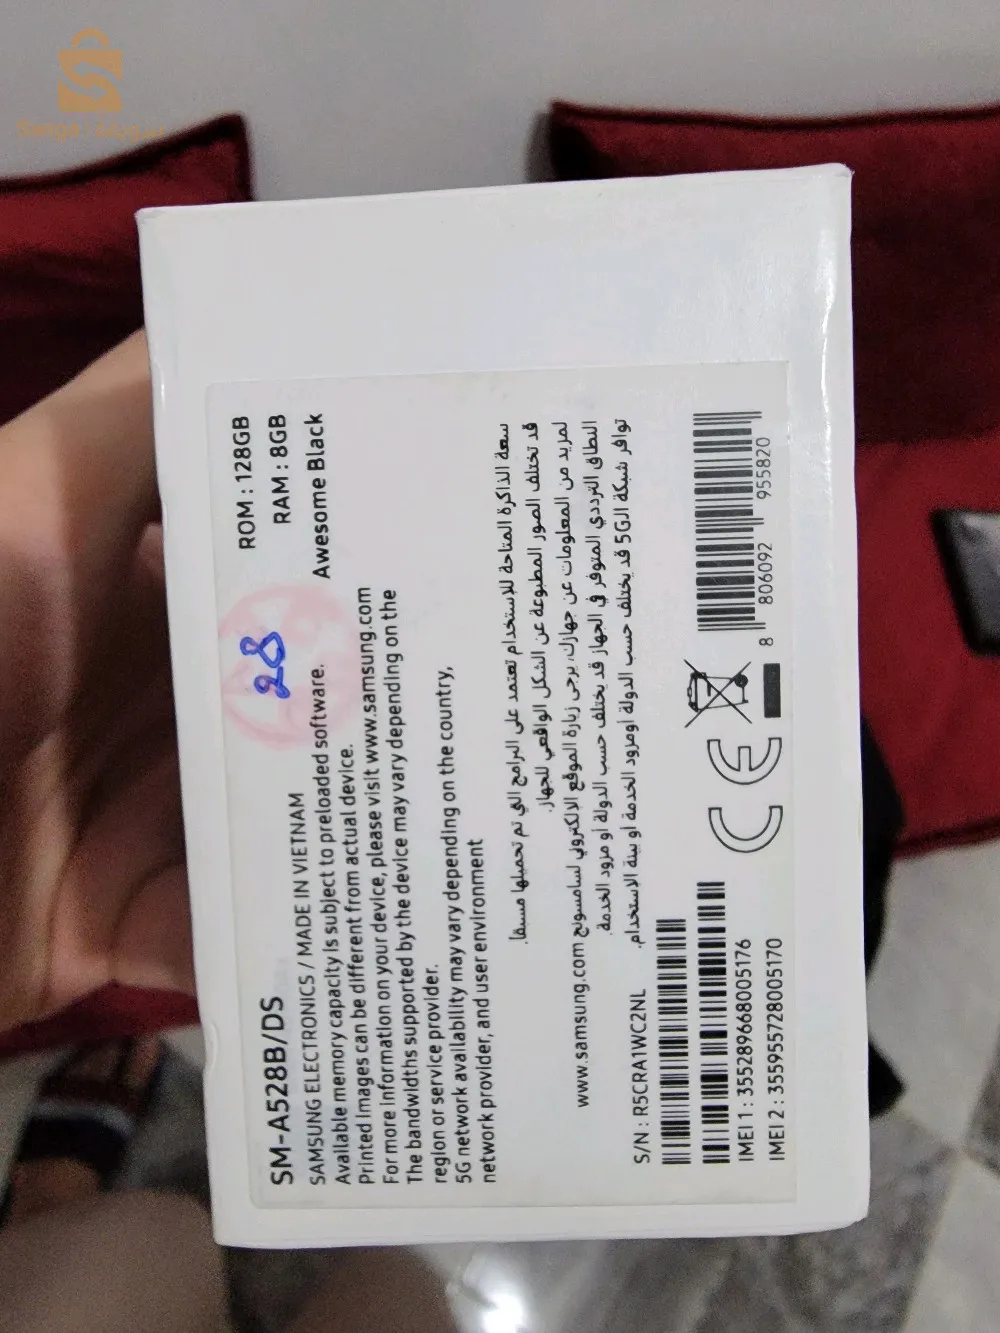 SM-A528B/DS
ROM : 128GB
RAM : 8GB
Awesome Black
28
SAMSUNG ELECTRONICS / MADE IN VIETNAM
Available memory capacity is subject to preloaded software.
Printed images can be different from actual device.
For more information on your device, please visit www.samsung.com
The bandwidths supported by the device may vary depending on the
region or service provider.
5G network availability may vary depending on the country,
network provider, and user environment
سعة الذاكرة المتاحة للإستخدام تعتمد على البرامج التي تم تحميلها مسبقاً.
قد تختلف الصور المطبوعة عن الشكل الواقعي للجهاز.
لمزيد من المعلومات عن جهازك، يرجى زيارة الموقع الالكتروني لسامسونج www.samsung.com
النطاق الترددي المتوفر في الجهاز قد يختلف حسب الدولة أو مزود الخدمة.
توافر شبكة ال5G قد يختلف حسب الدولة اومزود الخدمة او بيئة الاستخدام.
S/N : R5CRA1WC2NL
IMEI 1 : 355289668005176
IMEI 2 : 355955728005170
CE
8 806092 955820